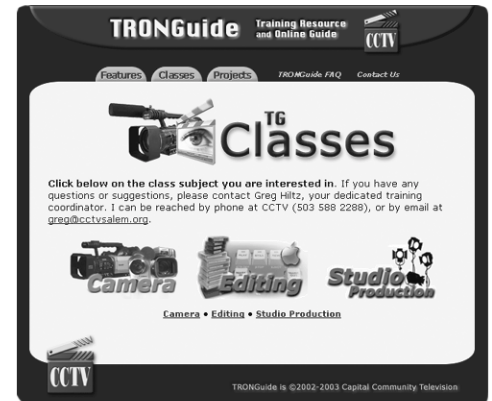 TRONGuide Training Resource
and Online Guide
CCTV
Features Classes Projects TRONGuide FAQ Contact Us
TG
Classes
Click below on the class subject you are interested in. If you have any
questions or suggestions, please contact Greg Hiltz, your dedicated training
coordinator. I can be reached by phone at CCTV (503 588 2288), or by email at
greg@cctvsalem.org.
Camera
Editing
Studio
Production
Camera • Editing • Studio Production
CCTV
TRONGuide is ©2002-2003 Capital Community Television